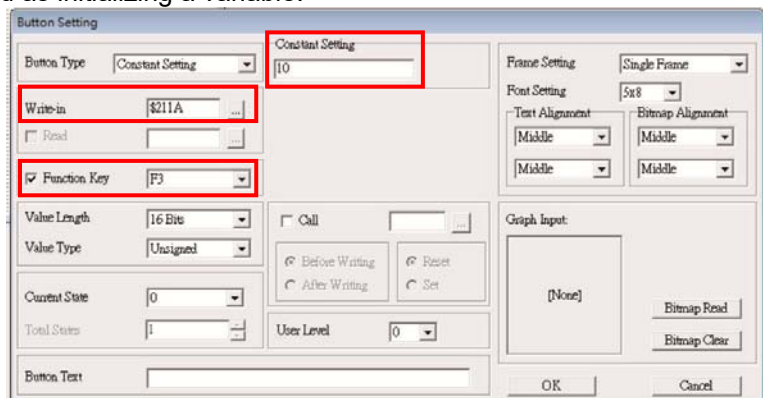 as initializing a variable.
Button Setting
Button Type Constant Setting
Constant Setting
10
Write-in $211A ...
Read ...
Function Key F3
Value Length 16 Bits
Value Type Unsigned
Current State 0
Total States 1
Button Text
Call ...
Before Writing
After Writing
Reset
Set
User Level 0
Frame Setting Single Frame
Font Setting 5x8
Text Alignment
Middle
Middle
Bitmap Alignment
Middle
Middle
Graph Input:
[None]
Bitmap Read
Bitmap Clear
OK Cancel